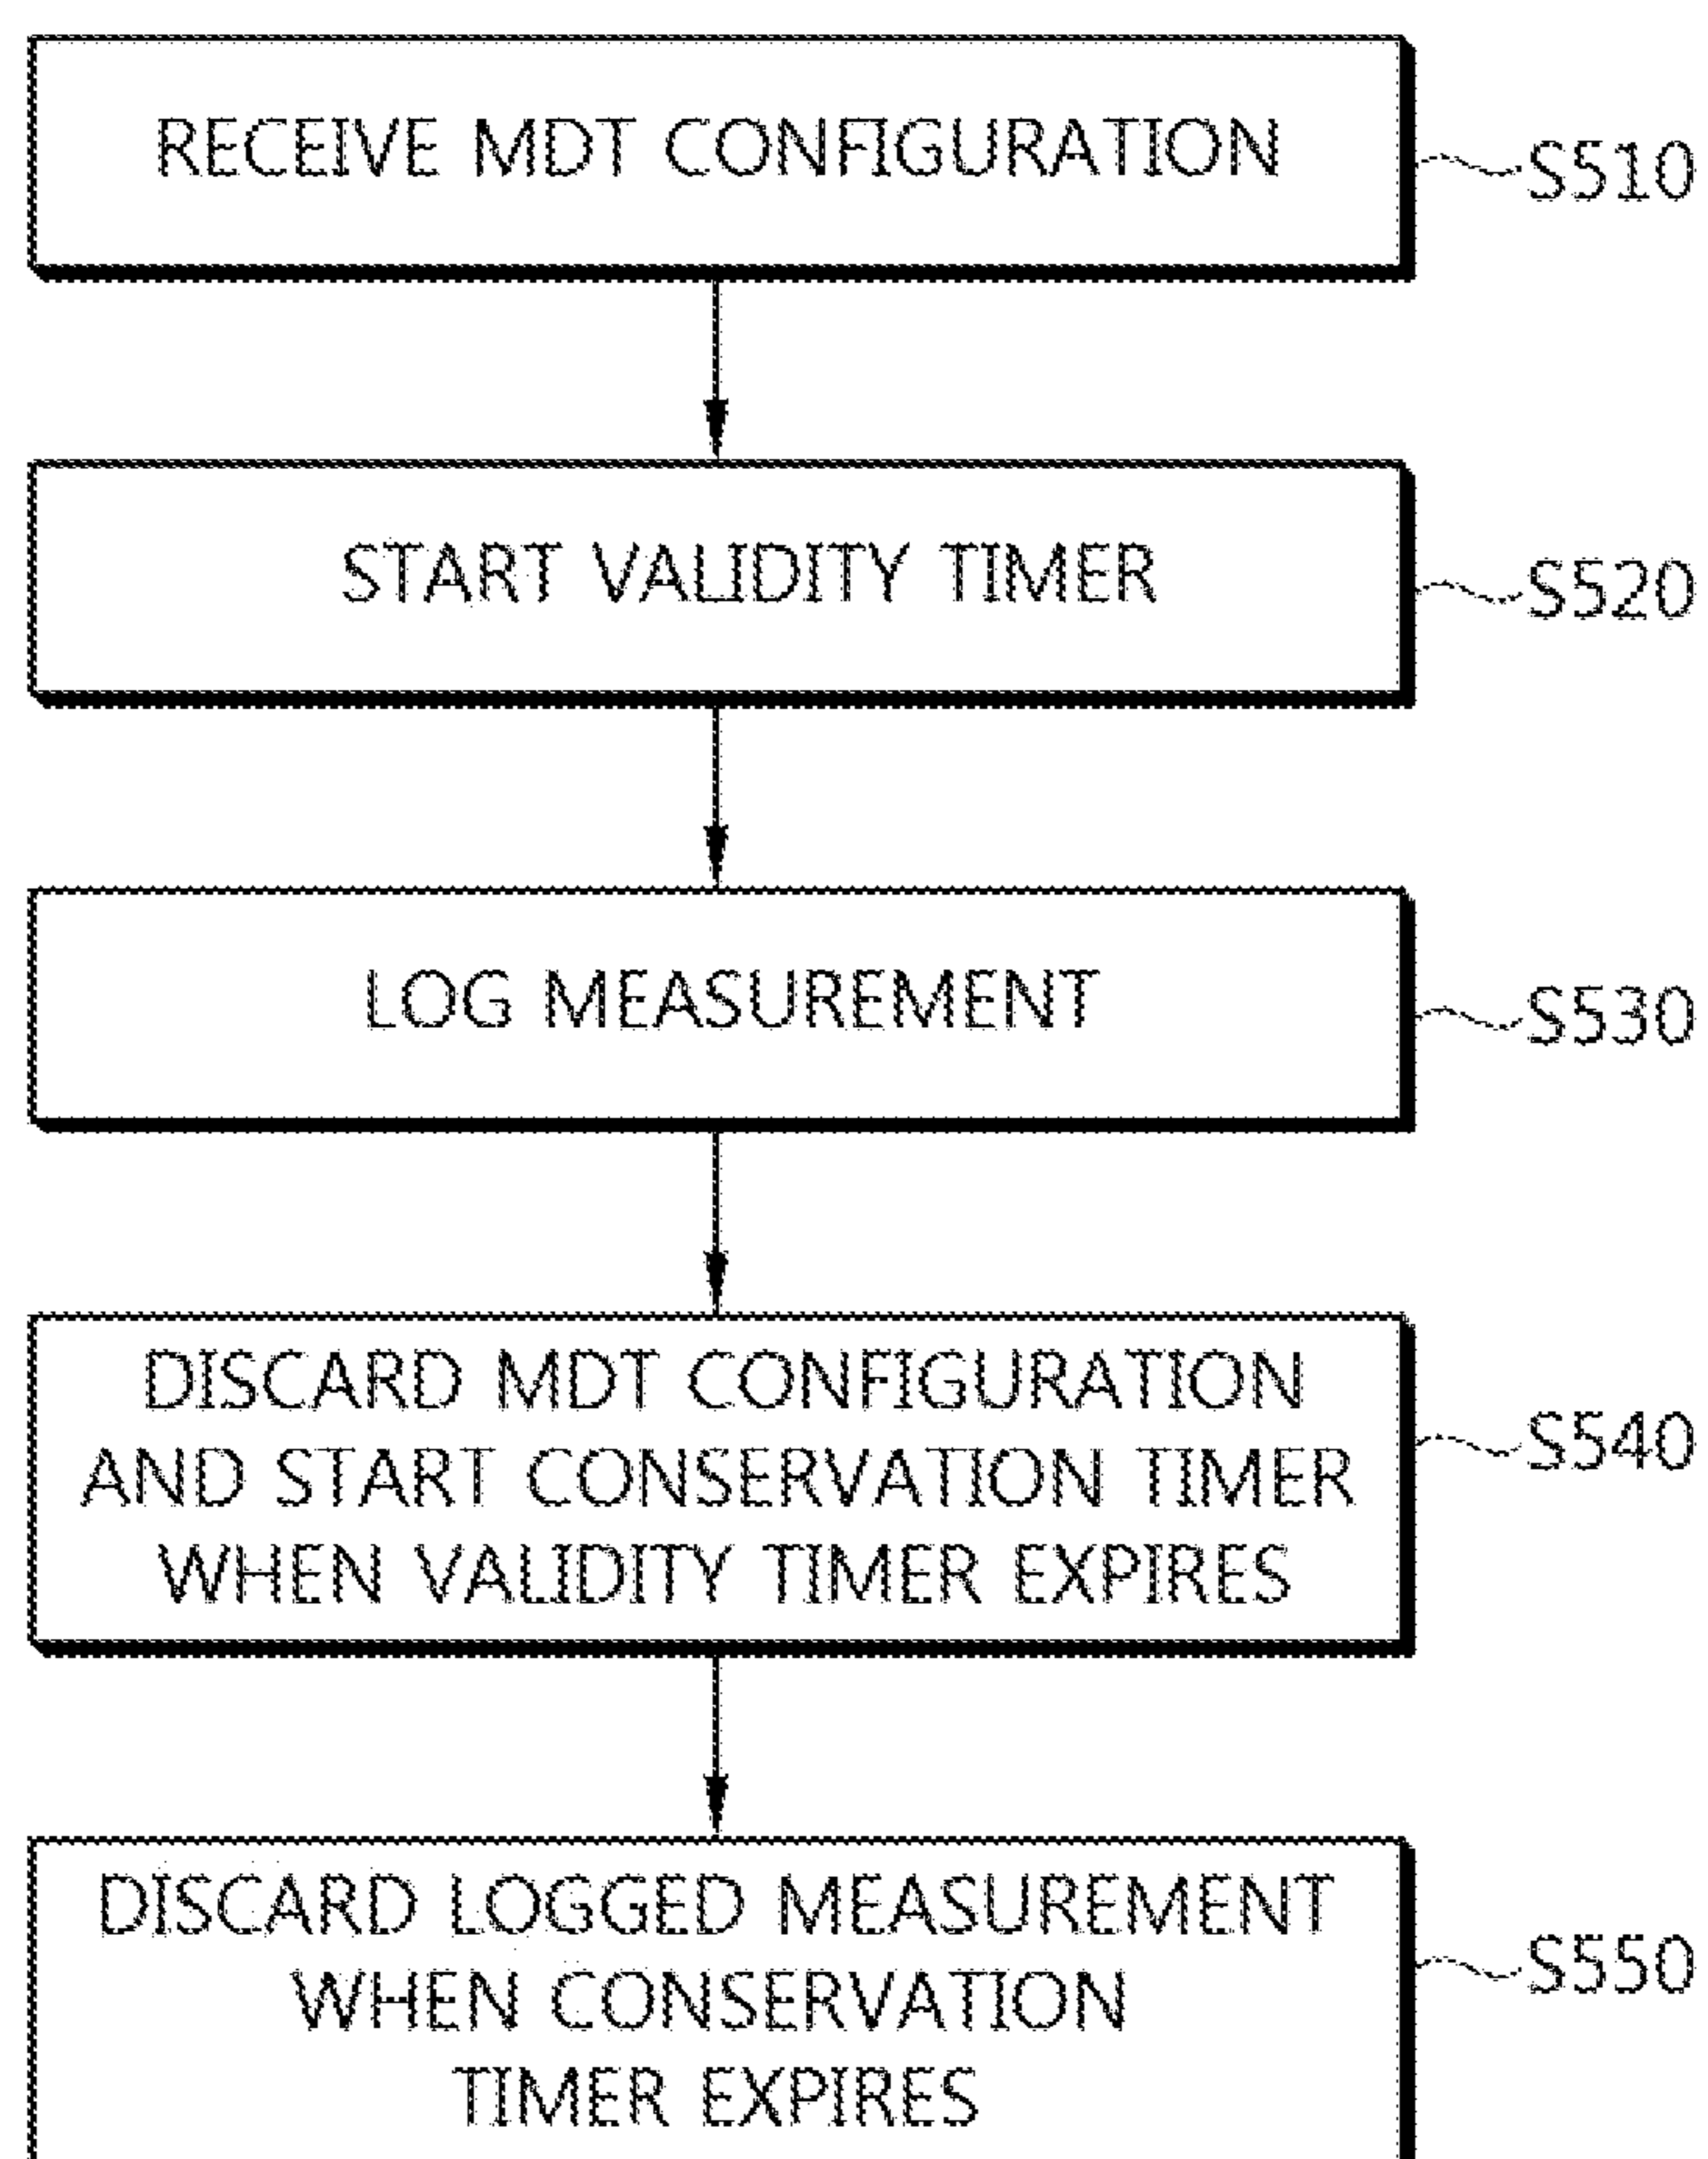 RECEIVE MDT CONFIGURATION
S510
START VALIDITY TIMER
S520
LOG MEASUREMENT
S530
DISCARD MDT CONFIGURATION
AND START CONSERVATION TIMER
WHEN VALIDITY TIMER EXPIRES
S540
DISCARD LOGGED MEASUREMENT
WHEN CONSERVATION
TIMER EXPIRES
S550